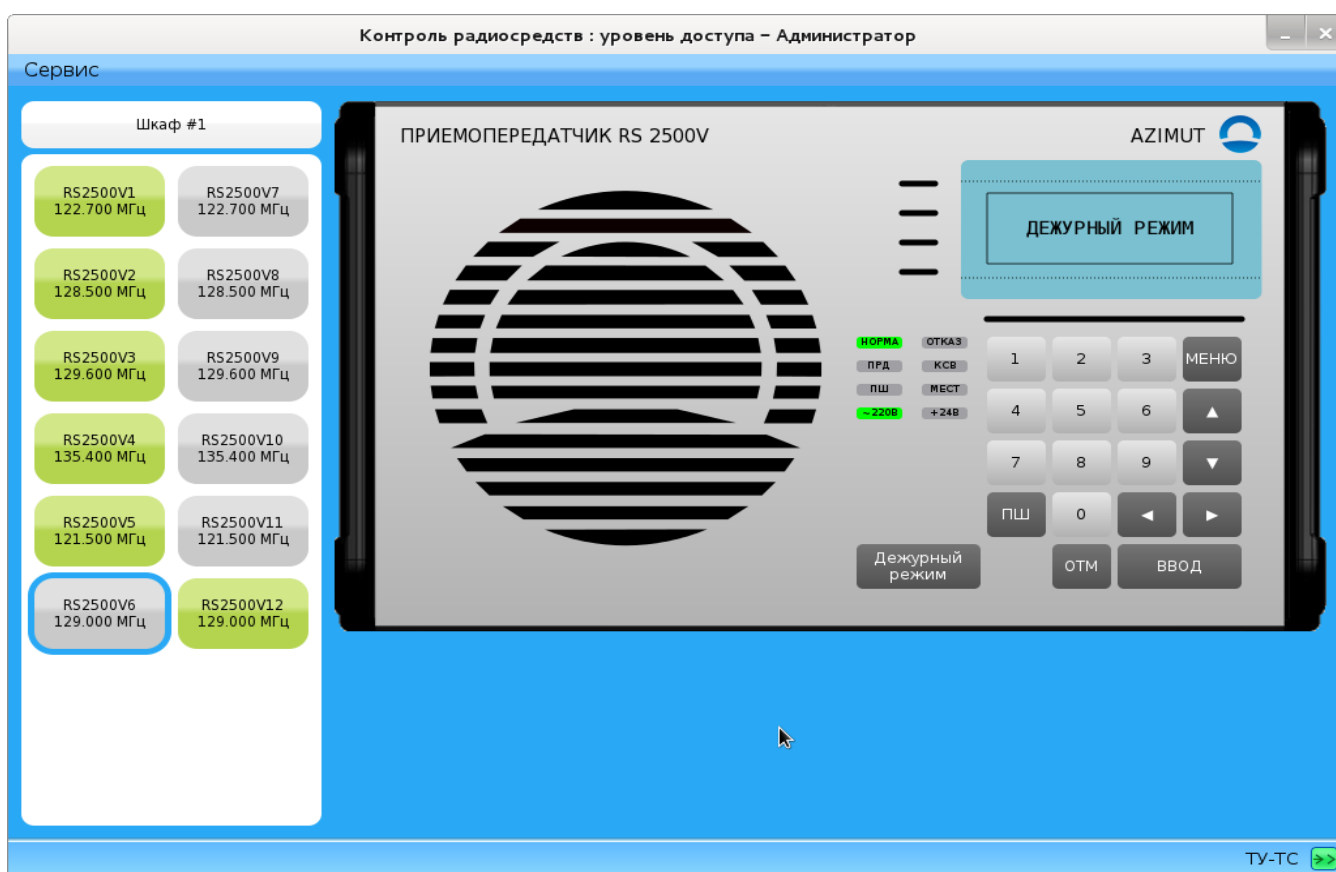 Контроль радиосредств : уровень доступа – Администратор
Сервис
Шкаф #1
RS2500V1
122.700 МГц
RS2500V7
122.700 МГц
RS2500V2
128.500 МГц
RS2500V8
128.500 МГц
RS2500V3
129.600 МГц
RS2500V9
129.600 МГц
RS2500V4
135.400 МГц
RS2500V10
135.400 МГц
RS2500V5
121.500 МГц
RS2500V11
121.500 МГц
RS2500V6
129.000 МГц
RS2500V12
129.000 МГц
ПРИЕМОПЕРЕДАТЧИК RS 2500V
AZIMUT
ДЕЖУРНЫЙ РЕЖИМ
НОРМА ОТКАЗ
ПРД КСВ
ПШ МЕСТ
~220В +24В
1 2 3 МЕНЮ
4 5 6 ▲
7 8 9 ▼
ПШ 0 ◄ ►
Дежурный
режим
ОТМ ВВОД
ТУ-ТС >>